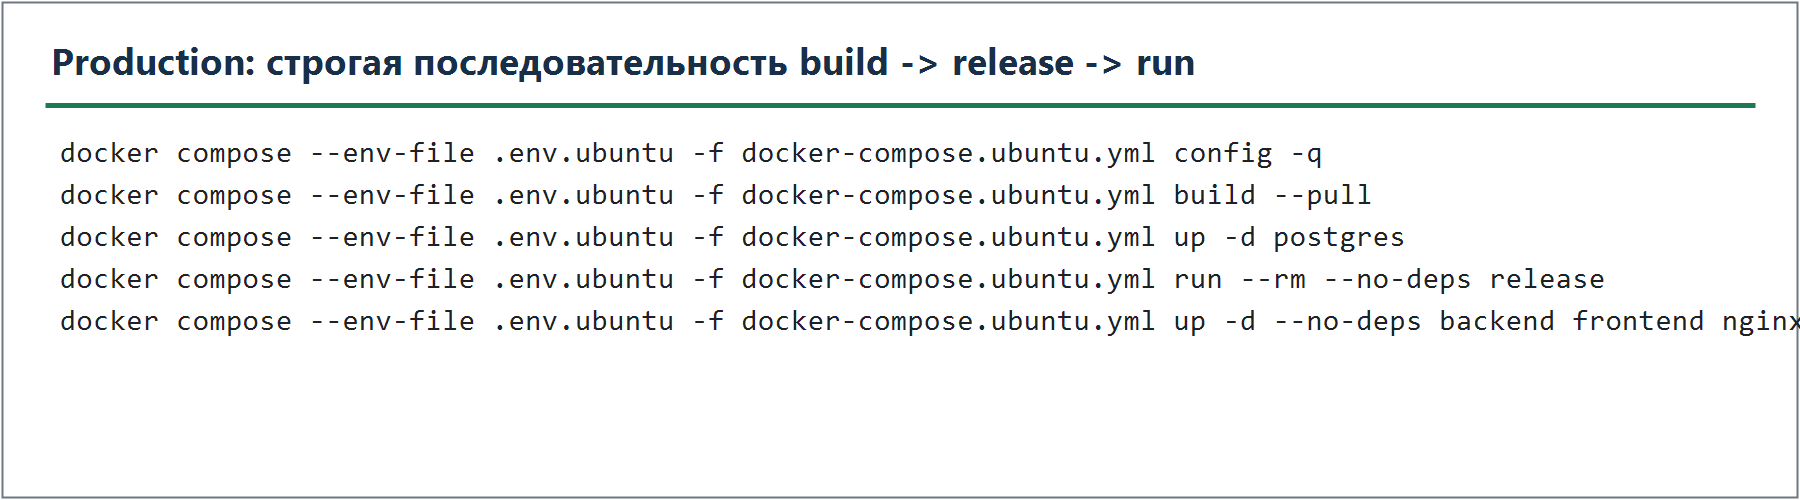 Production: строгая последовательность build -> release -> run
docker compose --env-file .env.ubuntu -f docker-compose.ubuntu.yml config -q
docker compose --env-file .env.ubuntu -f docker-compose.ubuntu.yml build --pull
docker compose --env-file .env.ubuntu -f docker-compose.ubuntu.yml up -d postgres
docker compose --env-file .env.ubuntu -f docker-compose.ubuntu.yml run --rm --no-deps release
docker compose --env-file .env.ubuntu -f docker-compose.ubuntu.yml up -d --no-deps backend frontend nginx